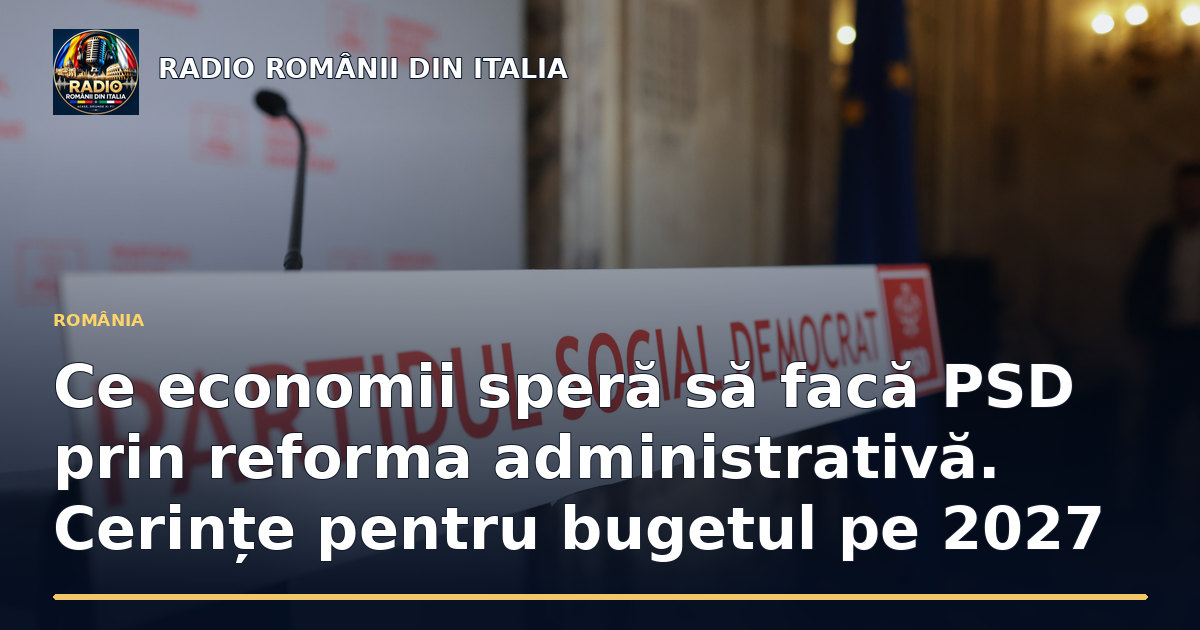 RADIO
ROMÂNII DIN ITALIA
RADIO ROMÂNII DIN ITALIA
PARTIDUL SOCIAL DEMOCRAT
ROMÂNIA
Ce economii speră să facă PSD
prin reforma administrativă.
Cerințe pentru bugetul pe 2027